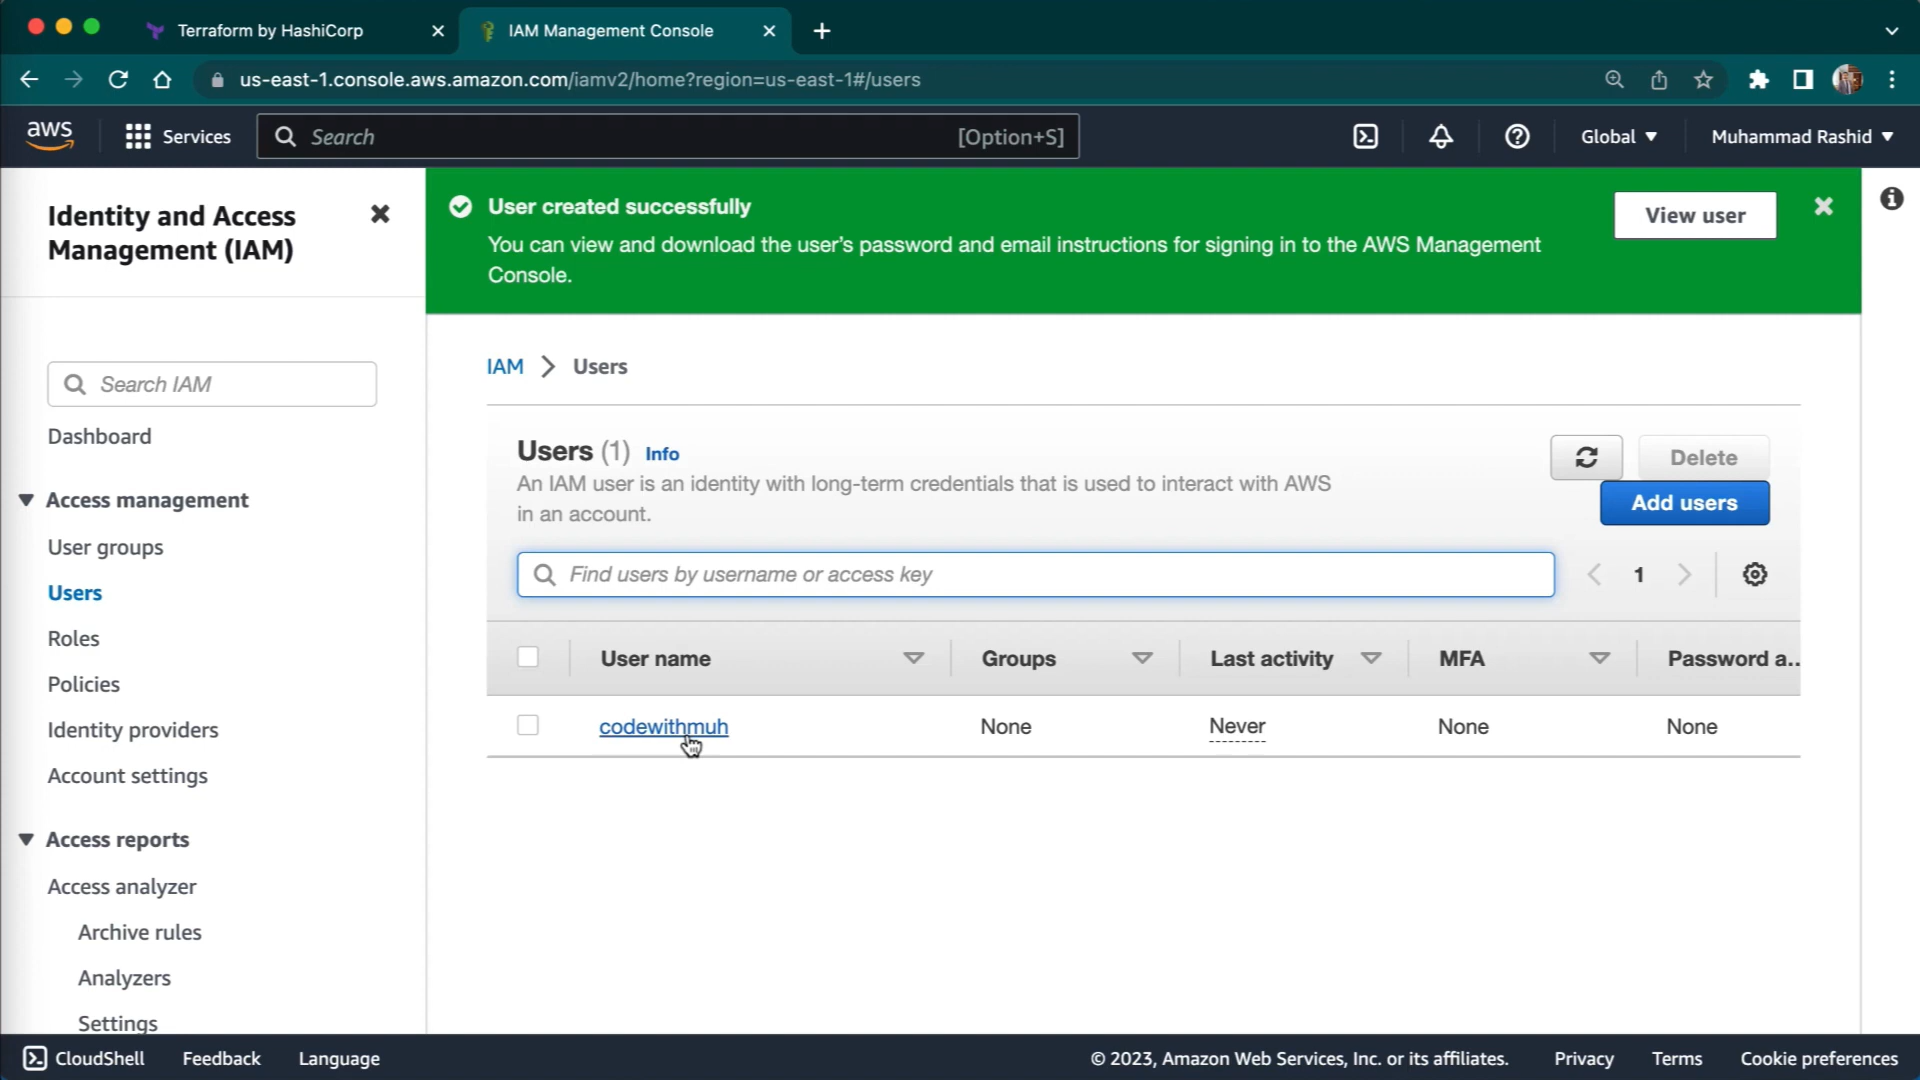 Terraform by HashiCorp
IAM Management Console
us-east-1.console.aws.amazon.com/iamv2/home?region=us-east-1#/users
aws
Services
Search
[Option+S]
Global
Muhammad Rashid
Identity and Access
Management (IAM)
Search IAM
Dashboard
Access management
User groups
Users
Roles
Policies
Identity providers
Account settings
Access reports
Access analyzer
Archive rules
Analyzers
Settings
User created successfully
You can view and download the user's password and email instructions for signing in to the AWS Management
Console.
View user
IAM
Users
Users (1) Info
An IAM user is an identity with long-term credentials that is used to interact with AWS
in an account.
Delete
Add users
Find users by username or access key
1
User name
Groups
Last activity
MFA
Password a..
codewithmuh
None
Never
None
None
CloudShell
Feedback
Language
© 2023, Amazon Web Services, Inc. or its affiliates.
Privacy
Terms
Cookie preferences